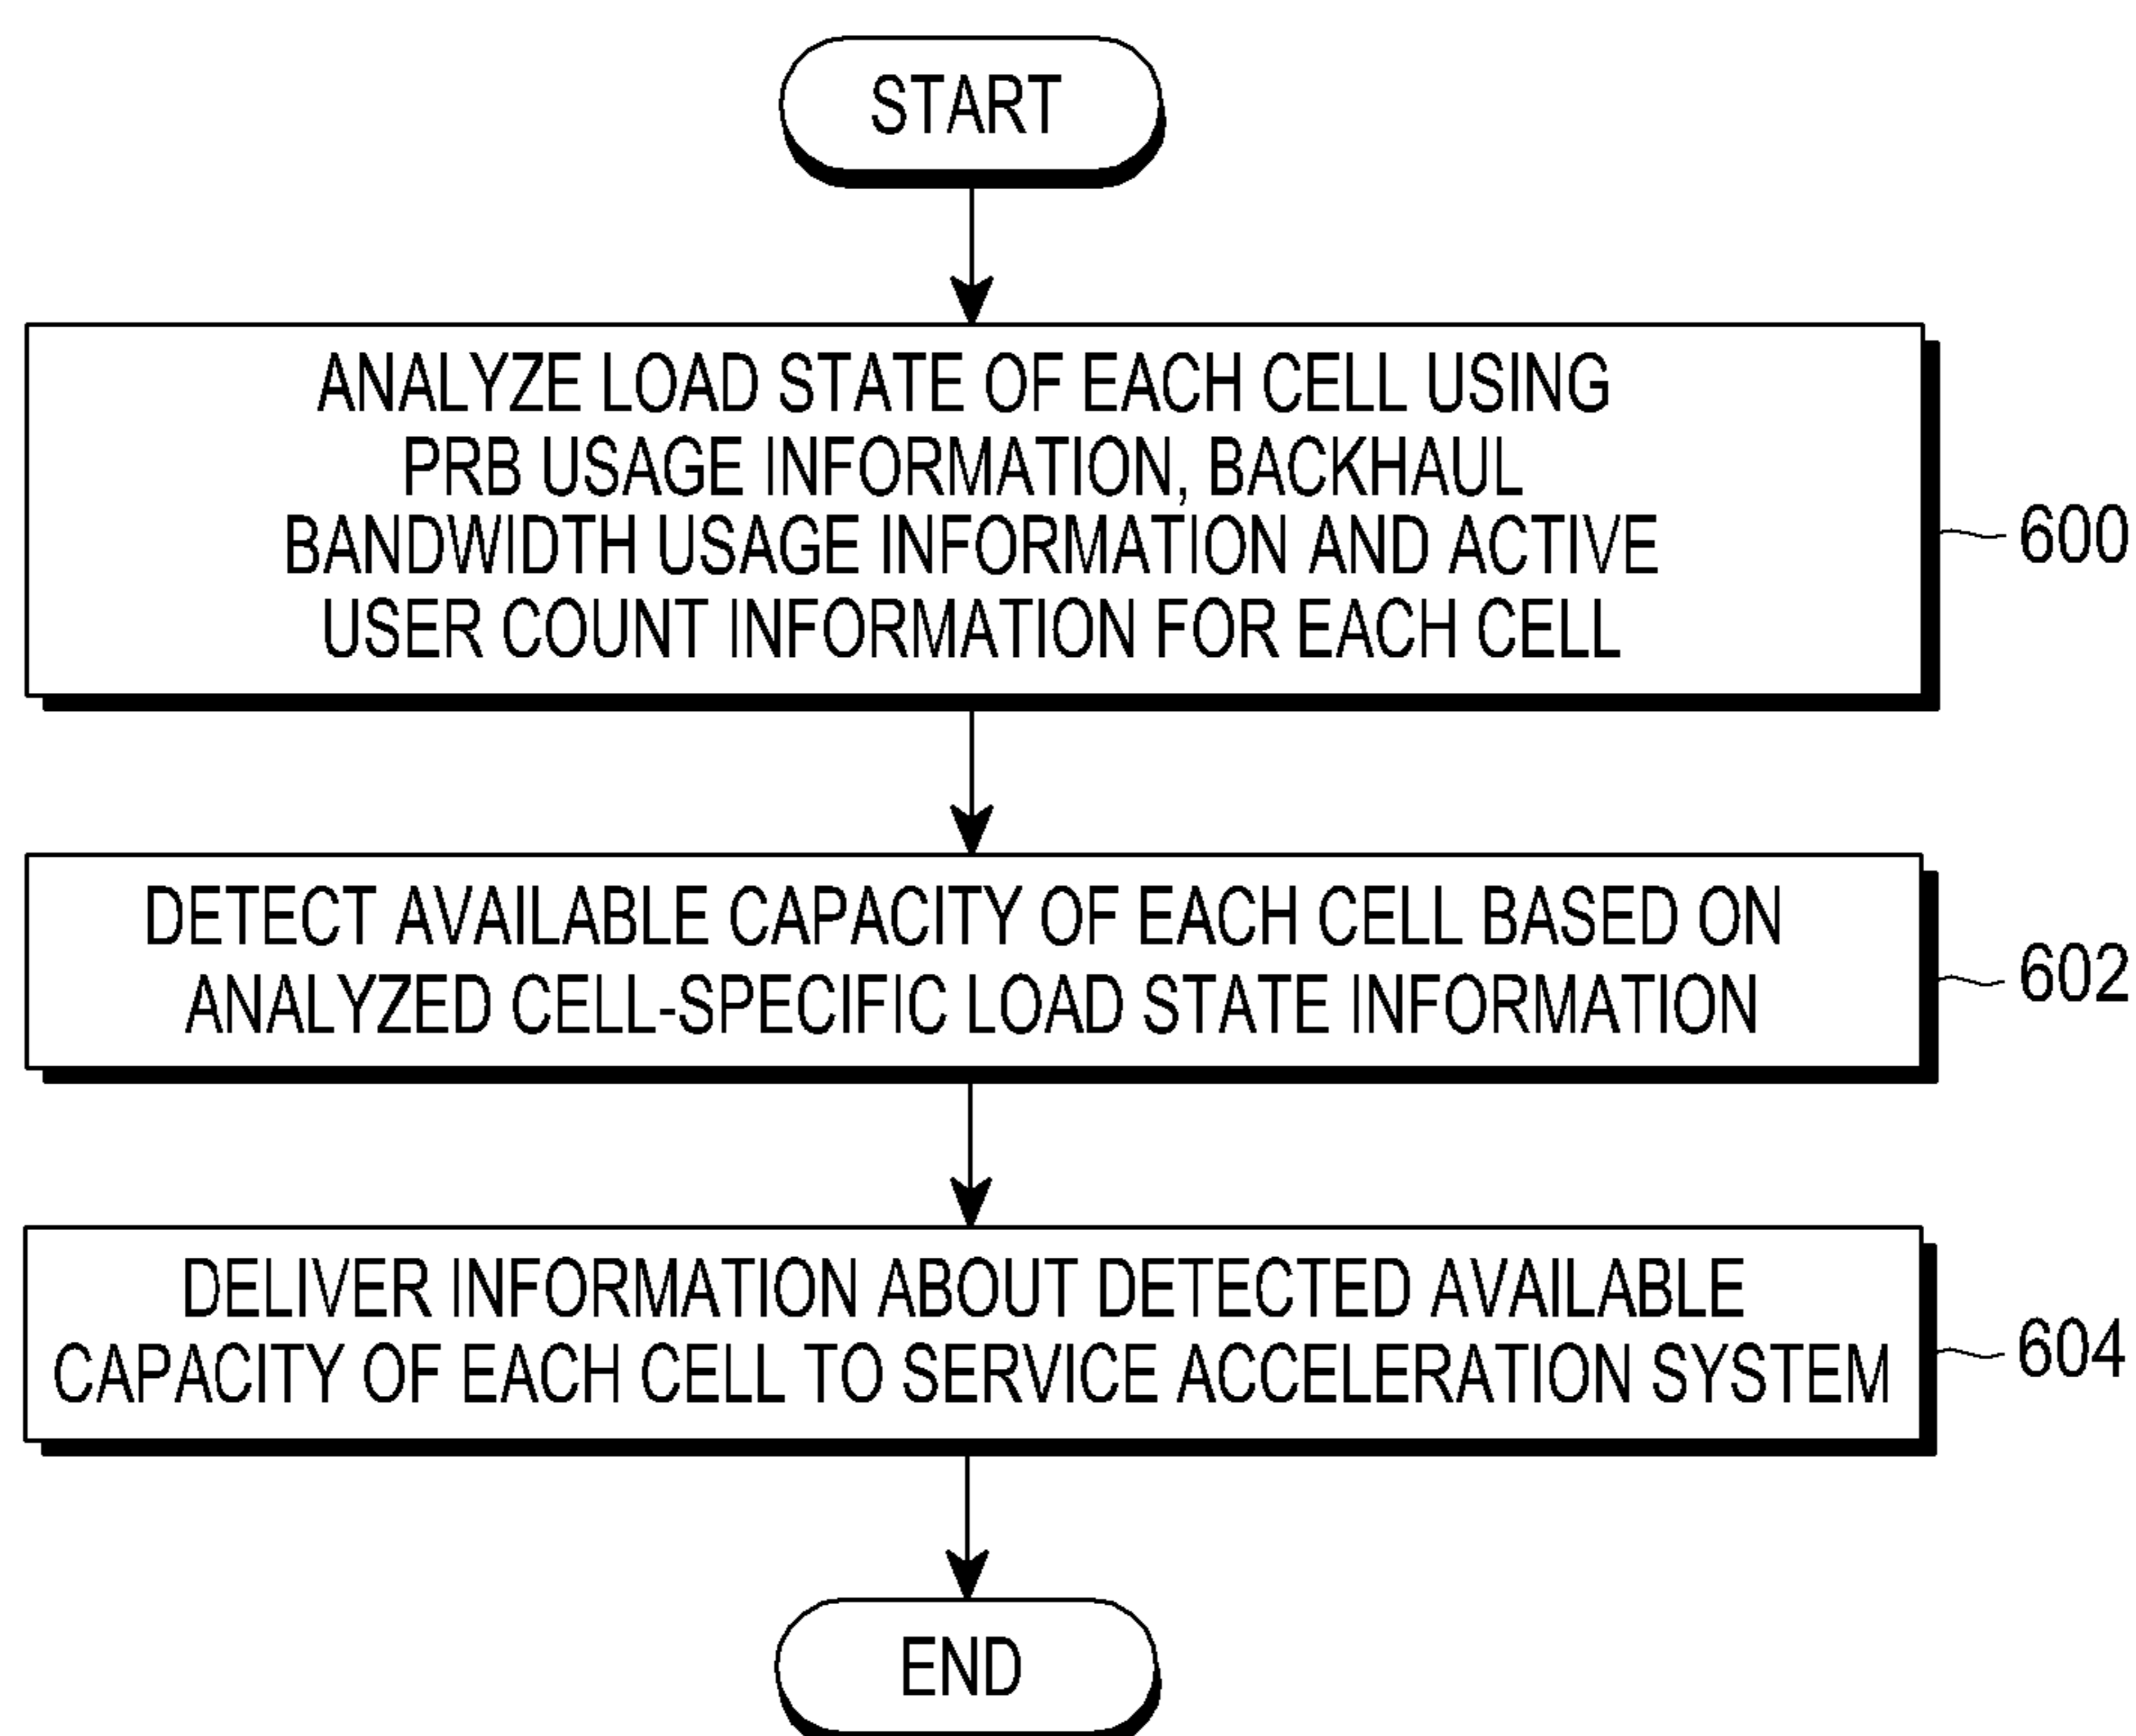 START
ANALYZE LOAD STATE OF EACH CELL USING
PRB USAGE INFORMATION, BACKHAUL
BANDWIDTH USAGE INFORMATION AND ACTIVE
USER COUNT INFORMATION FOR EACH CELL
600
DETECT AVAILABLE CAPACITY OF EACH CELL BASED ON
ANALYZED CELL-SPECIFIC LOAD STATE INFORMATION
602
DELIVER INFORMATION ABOUT DETECTED AVAILABLE
CAPACITY OF EACH CELL TO SERVICE ACCELERATION SYSTEM
604
END